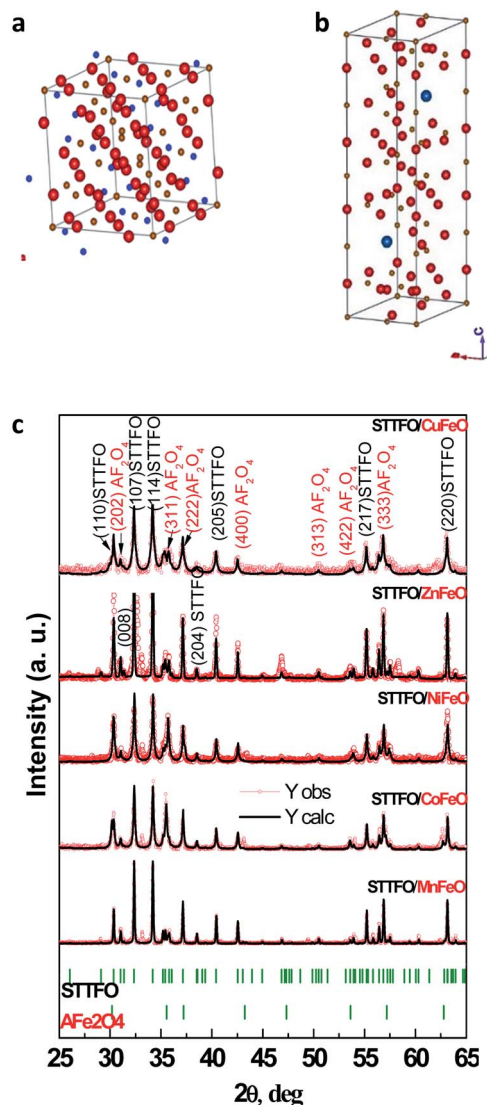 a
b
c
a
c
STTFO/CuFeO
(110)STTFO
(202) AF₂O₄
(107)STTFO
(114)STTFO
(311) AF₂O₄
(222)AF₂O₄
(205)STTFO
(400) AF₂O₄
(313) AF₂O₄
(422) AF₂O₄
(217)STTFO
(333)AF₂O₄
(220)STTFO
STTFO/ZnFeO
(008)
(204) STTFO
STTFO/NiFeO
Y obs
Y calc
STTFO/CoFeO
STTFO/MnFeO
STTFO
AFe2O4
Intensity (a. u.)
25 30 35 40 45 50 55 60 65
2θ, deg